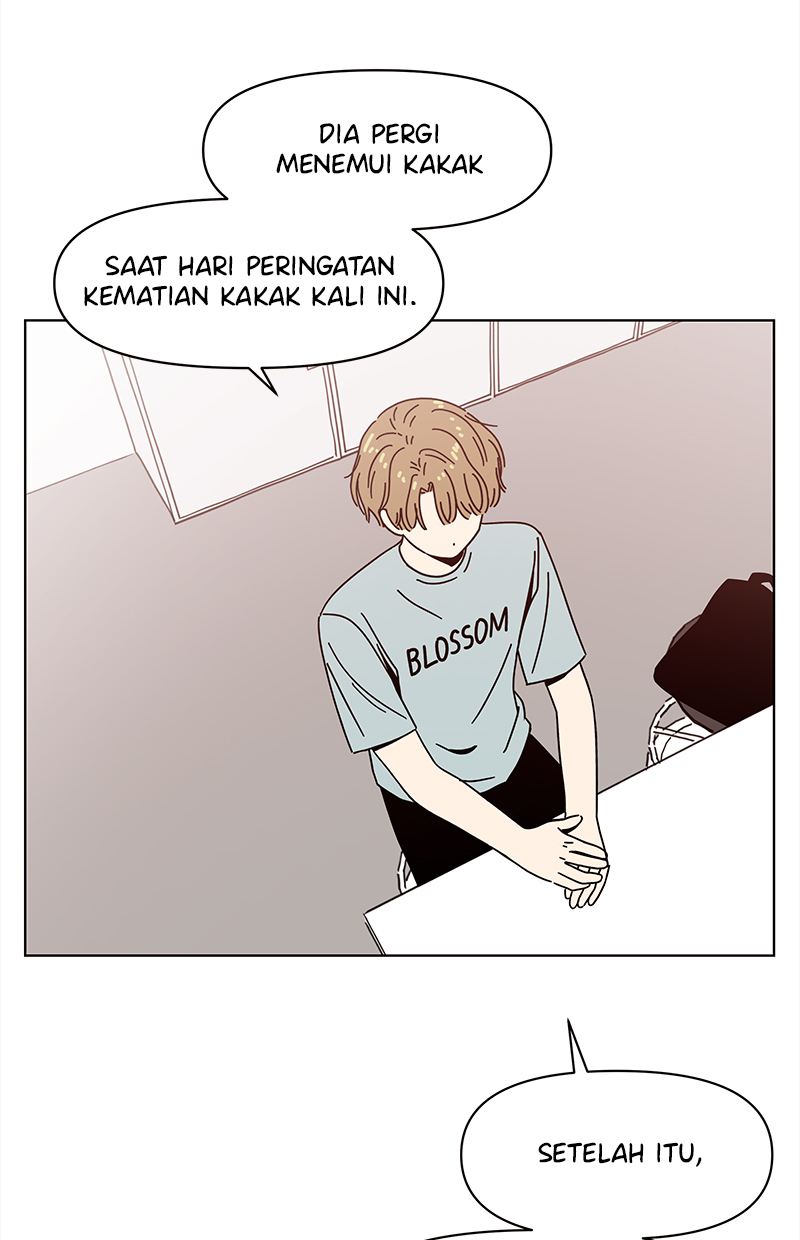 DIA PERGI
MENEMUI KAKAK
SAAT HARI PERINGATAN
KEMATIAN KAKAK KALI INI.
BLOSSOM
SETELAH ITU,